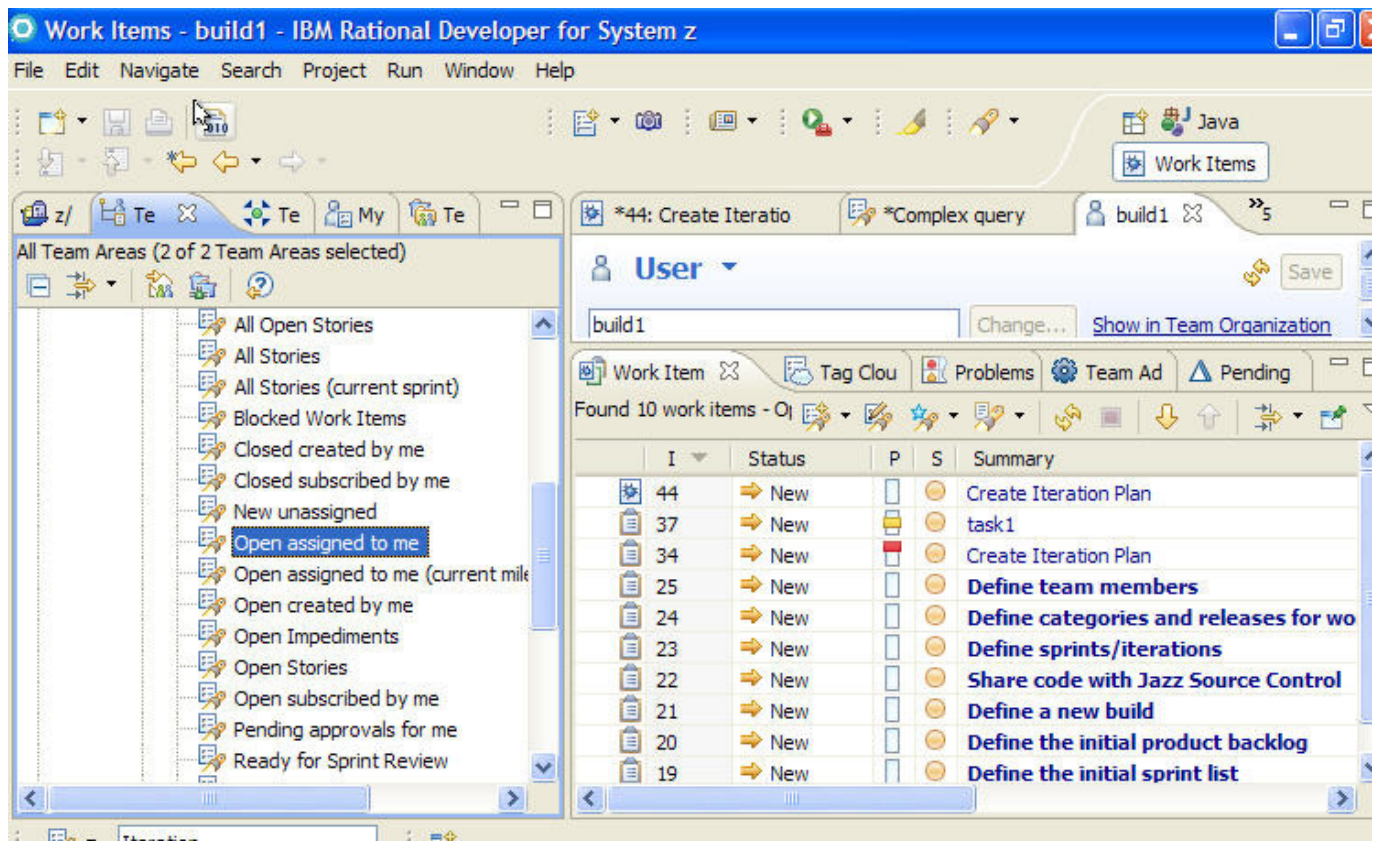 Work Items - build1 - IBM Rational Developer for System z
File Edit Navigate Search Project Run Window Help
010
Java
Work Items
z/ Te Te My Te
All Team Areas (2 of 2 Team Areas selected)
All Open Stories
All Stories
All Stories (current sprint)
Blocked Work Items
Closed created by me
Closed subscribed by me
New unassigned
Open assigned to me
Open assigned to me (current mile
Open created by me
Open Impediments
Open Stories
Open subscribed by me
Pending approvals for me
Ready for Sprint Review
*44: Create Iteratio *Complex query build1 »5
User
Save
build1 Change... Show in Team Organization
Work Item Tag Clou Problems Team Ad Pending
Found 10 work items - O
I Status P S Summary
44 New Create Iteration Plan
37 New task1
34 New Create Iteration Plan
25 New Define team members
24 New Define categories and releases for wo
23 New Define sprints/iterations
22 New Share code with Jazz Source Control
21 New Define a new build
20 New Define the initial product backlog
19 New Define the initial sprint list
Iteration